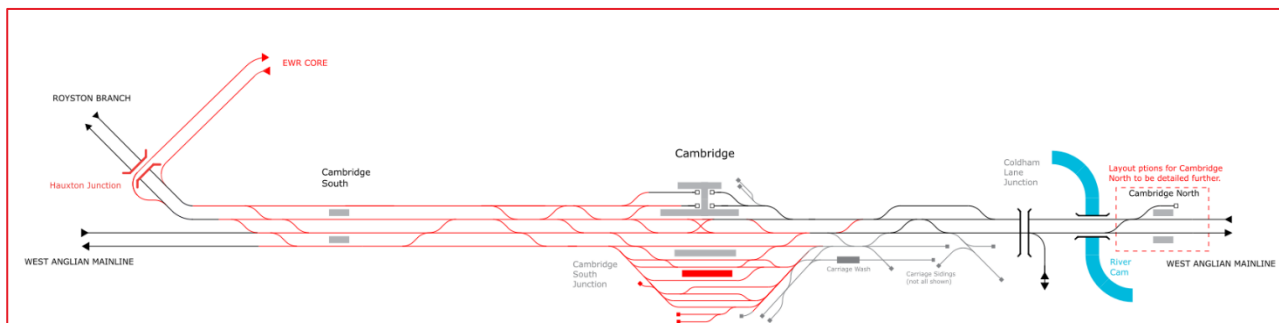 EWR CORE
ROYSTON BRANCH
Hauxton Junction
Cambridge
South
Cambridge
Coldham
Lane
Junction
Layout ptions for Cambridge
North to be detailed further.
Cambridge North
WEST ANGLIAN MAINLINE
Cambridge
South
Junction
Carriage Wash
Carriage Sidings
(not all shown)
River
Cam
WEST ANGLIAN MAINLINE